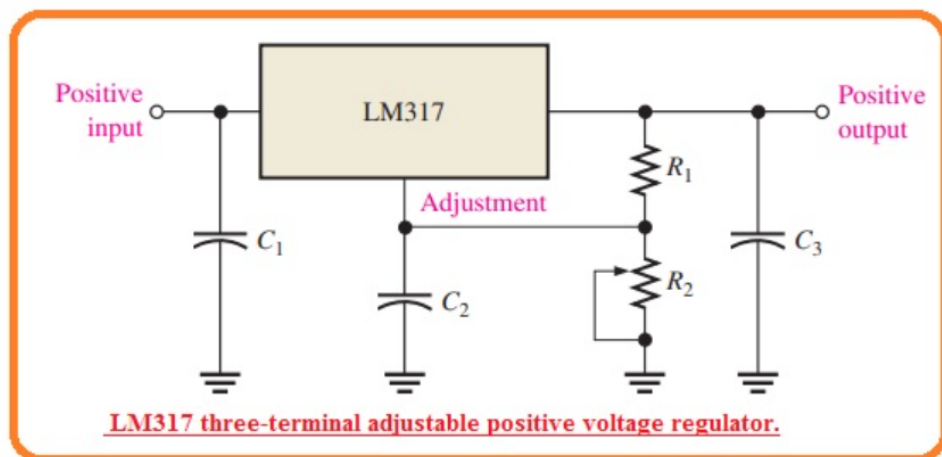 Positive
input
LM317
Positive
output
R₁
Adjustment
C₁
C₂
R₂
C₃
LM317 three-terminal adjustable positive voltage regulator.